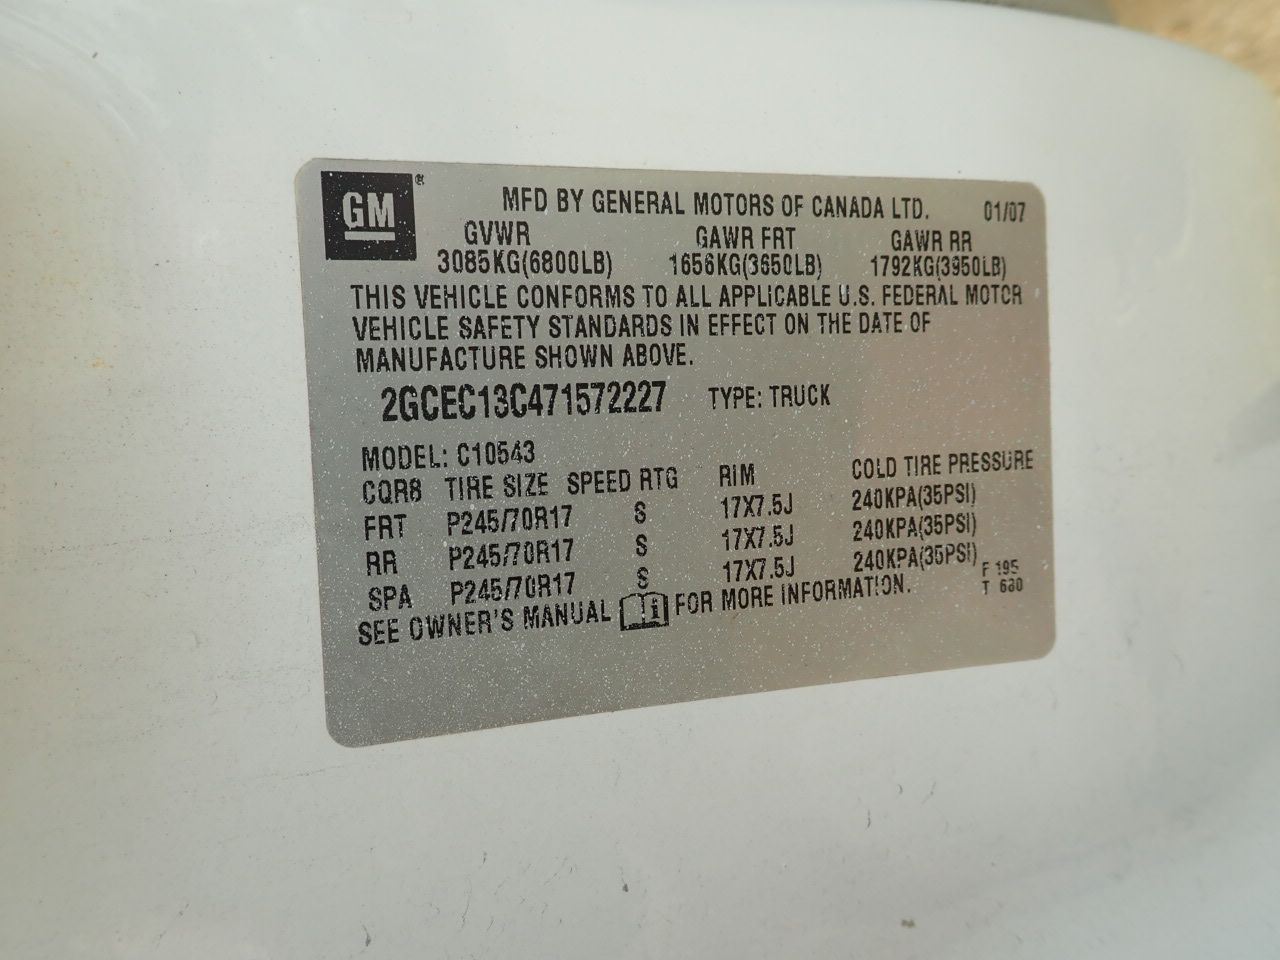 GM®
MFD BY GENERAL MOTORS OF CANADA LTD. 01/07
GVWR GAWR FRT GAWR RR
3085KG(6800LB) 1656KG(3650LB) 1792KG(3950LB)
THIS VEHICLE CONFORMS TO ALL APPLICABLE U.S. FEDERAL MOTOR
VEHICLE SAFETY STANDARDS IN EFFECT ON THE DATE OF
MANUFACTURE SHOWN ABOVE.
2GCEC13C471572227 TYPE: TRUCK
MODEL: C10543
CQR8 TIRE SIZE SPEED RTG RIM COLD TIRE PRESSURE
FRT P245/70R17 S 17X7.5J 240KPA(35PSI)
RR P245/70R17 S 17X7.5J 240KPA(35PSI)
SPA P245/70R17 S 17X7.5J 240KPA(35PSI)
SEE OWNER'S MANUAL i FOR MORE INFORMATION.
F 195
T